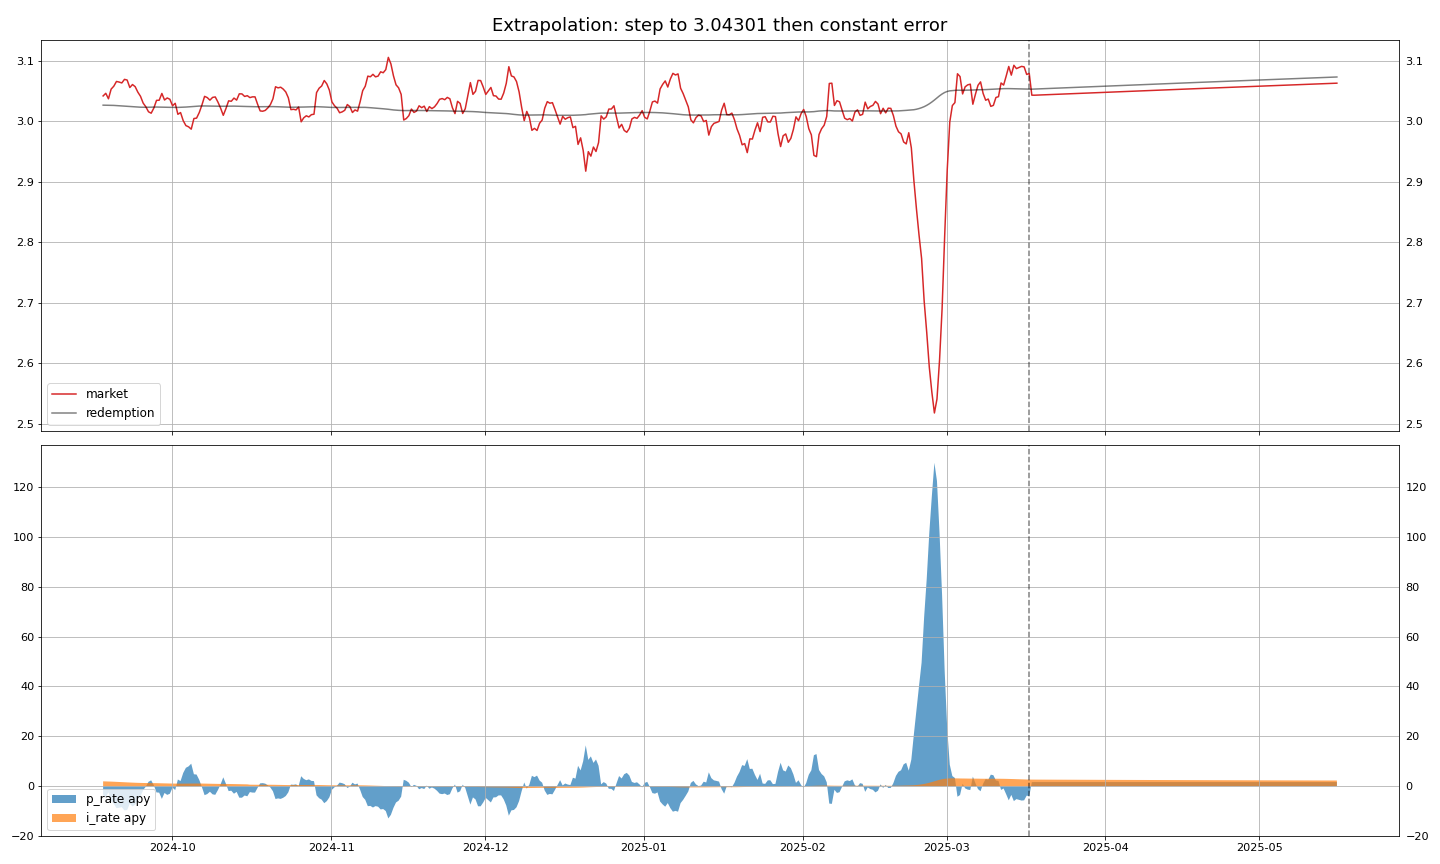 Extrapolation: step to 3.04301 then constant error
3.1 3.1
3.0 3.0
2.9 2.9
2.8 2.8
2.7 2.7
2.6 2.6
market
redemption
2.5 2.5
120 120
100 100
80 80
60 60
40 40
20 20
0 0
p_rate apy
i_rate apy
−20 −20
2024-10 2024-11 2024-12 2025-01 2025-02 2025-03 2025-04 2025-05